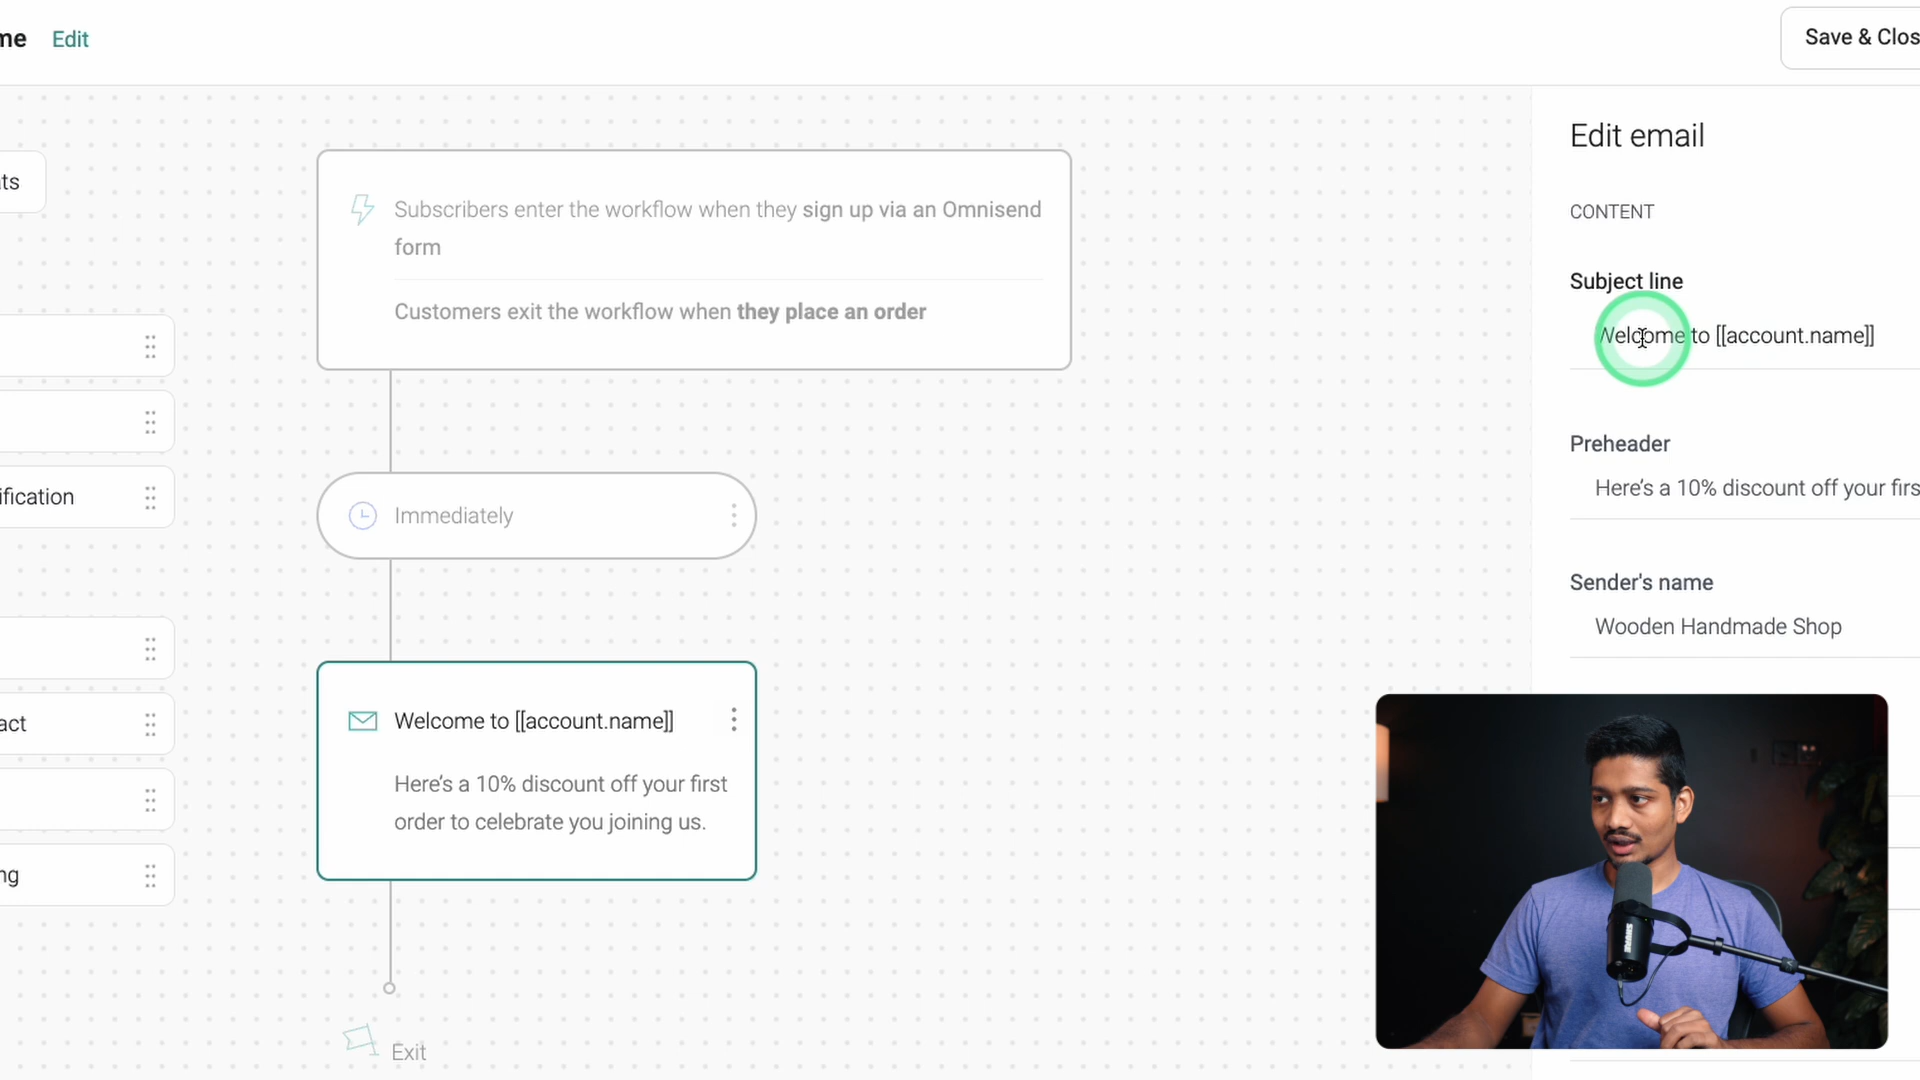 me Edit
Save & Clos
ats
Subscribers enter the workflow when they sign up via an Omnisend
form
Customers exit the workflow when they place an order
Immediately
ification
Welcome to [[account.name]]
Here’s a 10% discount off your first
order to celebrate you joining us.
act
ng
Exit
Edit email
CONTENT
Subject line
Welcome to [[account.name]]
Preheader
Here’s a 10% discount off your firs
Sender's name
Wooden Handmade Shop
SHURE